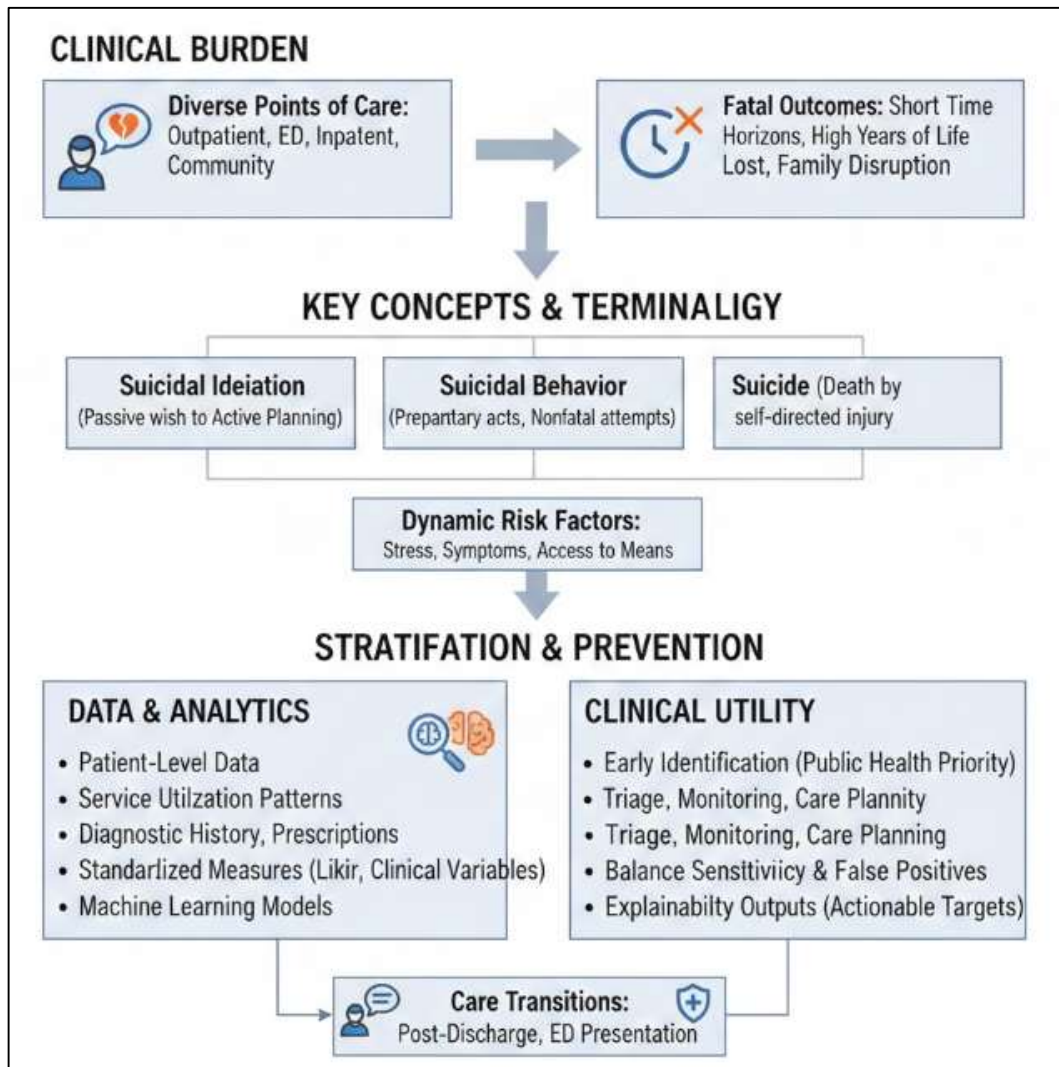 CLINICAL BURDEN
Diverse Points of Care:
Outpatient, ED, Inpatent,
Community
Fatal Outcomes: Short Time
Horizons, High Years of Life
Lost, Family Disruption
KEY CONCEPTS & TERMINALIGY
Suicidal Ideiation
(Passive wish to Active Planning)
Suicidal Behavior
(Prepantary acts, Nonfatal attempts)
Suicide (Death by
self-directed injury
Dynamic Risk Factors:
Stress, Symptoms, Access to Means
STRATIFATION & PREVENTION
DATA & ANALYTICS
• Patient-Level Data
• Service Utilzation Patterns
• Diagnostic History, Prescriptions
• Standarlized Measures (Likir, Clinical Variables)
• Machine Learning Models
CLINICAL UTILITY
• Early Identification (Public Health Priority)
• Triage, Monitoring, Care Plannity
• Triage, Monitoring, Care Planning
• Balance Sensttiviicy & False Positives
• Explainabilty Outputs (Actionable Targets)
Care Transitions:
Post-Discharge, ED Presentation